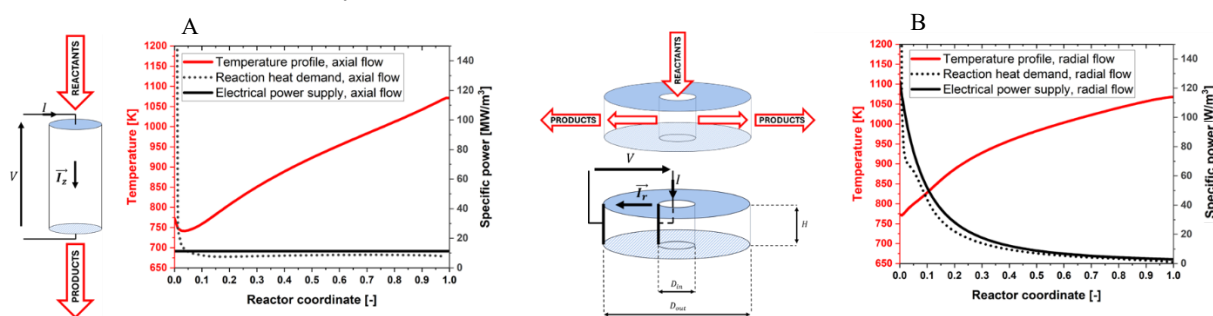 A
REACTANTS
I
V
I_z
PRODUCTS
1200
1150
1100
1050
1000
950
900
850
800
750
700
650
Temperature [K]
Temperature profile, axial flow
Reaction heat demand, axial flow
Electrical power supply, axial flow
140
120
100
80
60
40
20
0
Specific power [MW/m³]
0.0 0.1 0.2 0.3 0.4 0.5 0.6 0.7 0.8 0.9 1.0
Reactor coordinate [-]
REACTANTS
PRODUCTS
PRODUCTS
V
I
I_r
H
D_in
D_out
B
1200
1150
1100
1050
1000
950
900
850
800
750
700
650
Temperature [K]
Temperature profile, radial flow
Reaction heat demand, radial flow
Electrical power supply, radial flow
140
120
100
80
60
40
20
0
Specific power [W/m³]
0.0 0.1 0.2 0.3 0.4 0.5 0.6 0.7 0.8 0.9 1.0
Reactor coordinate [-]